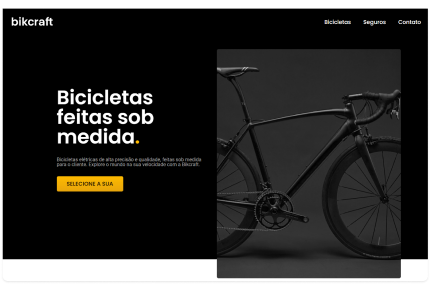 bikcraft
Bicicletas Seguros Contato
Bicicletas
feitas sob
medida.
Bicicletas elétricas de alta precisão e qualidade, feitas sob medida
para o cliente. Explore o mundo na sua velocidade com a Bikcraft.
SELECIONE A SUA